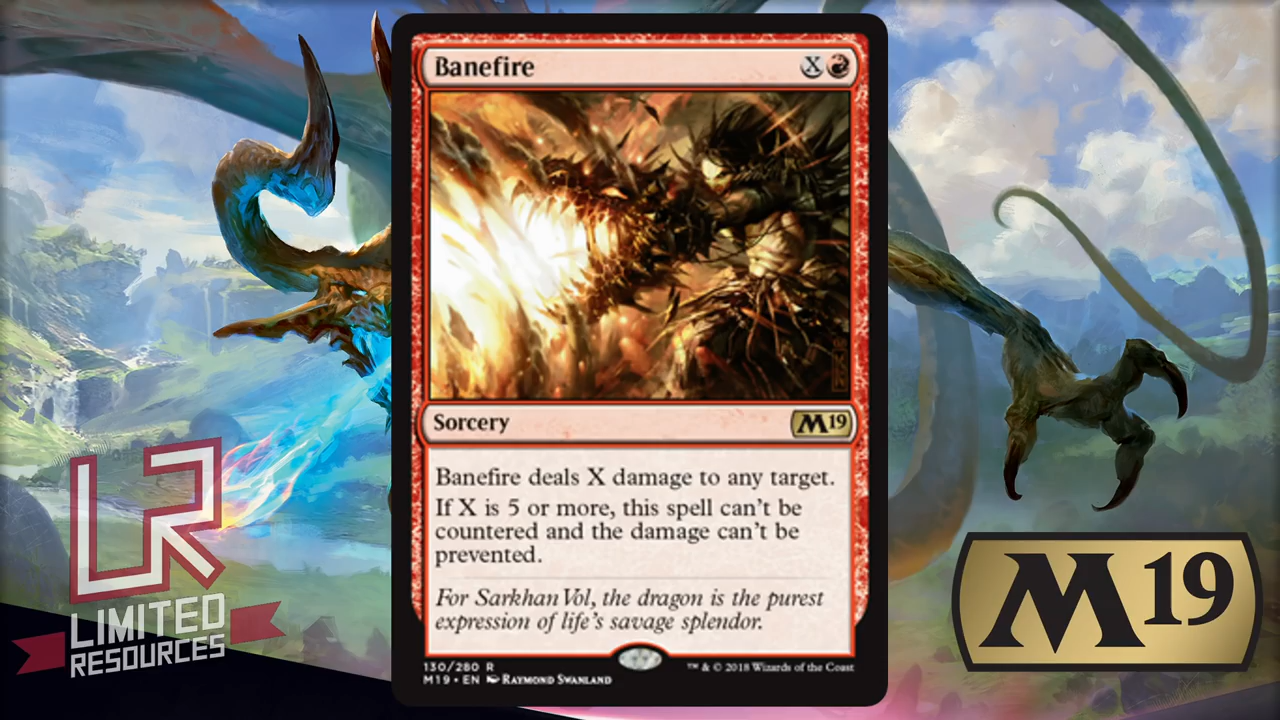 Banefire
X
Sorcery
M19
Banefire deals X damage to any target.
If X is 5 or more, this spell can't be
countered and the damage can't be
prevented.
For Sarkhan Vol, the dragon is the purest
expression of life's savage splendor.
130/280 R
M19 • EN Raymond Swanland
™ & © 2018 Wizards of the Coast
LR
LIMITED
RESOURCES
M19